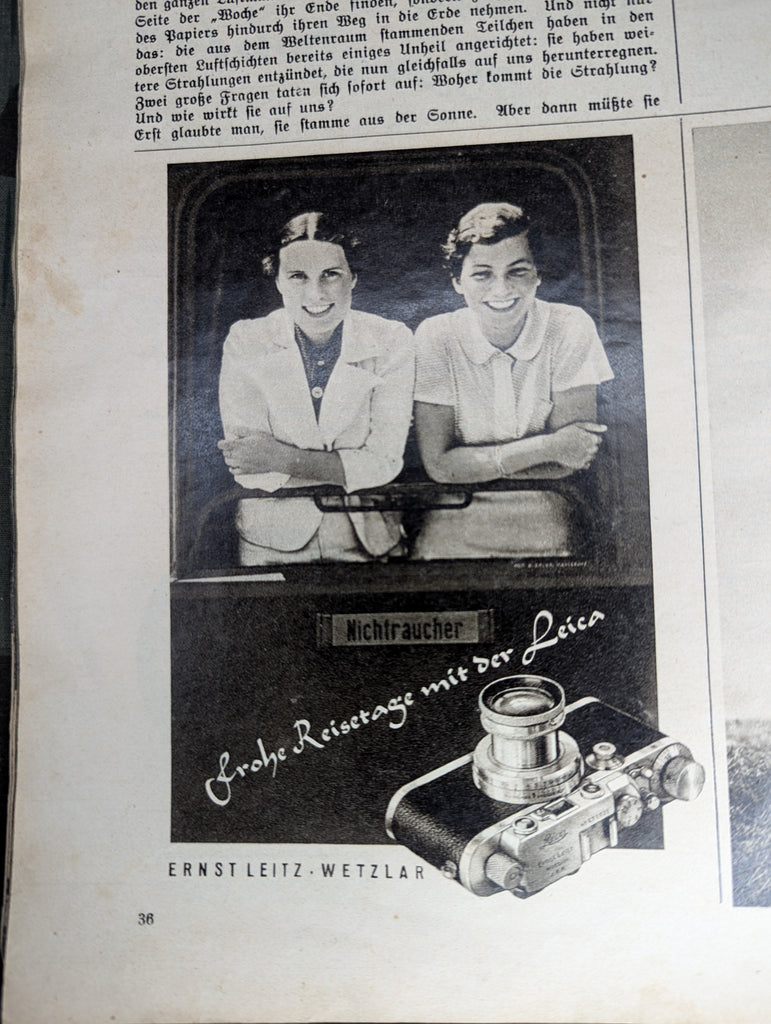 den ganzen
Seite der „Woche“ ihr Ende finden,
des Papiers hindurch ihren Weg in die Erde nehmen. Und nicht nur
das: die aus dem Weltenraum stammenden Teilchen haben in den
obersten Luftschichten bereits einiges Unheil angerichtet: sie haben wei-
tere Strahlungen entzündet, die nun gleichfalls auf uns herunterregnen.
Zwei große Fragen taten sich sofort auf: Woher kommt die Strahlung?
Und wie wirkt sie auf uns?
Erst glaubte man, sie stamme aus der Sonne. Aber dann müßte sie
Nichtraucher
Frohe Reisetage mit der Leica
Leica
ERNST LEITZ
WETZLAR
ERNST LEITZ · WETZLAR
36